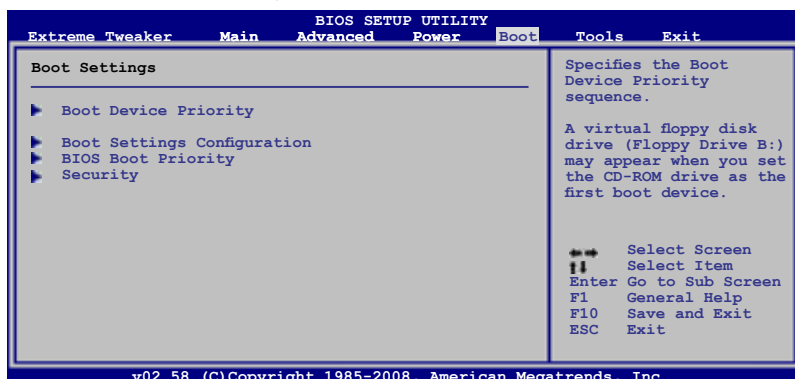 BIOS SETUP UTILITY
Extreme Tweaker Main Advanced Power Boot Tools Exit
Boot Settings
Boot Device Priority
Boot Settings Configuration
BIOS Boot Priority
Security
Specifies the Boot
Device Priority
sequence.
A virtual floppy disk
drive (Floppy Drive B:)
may appear when you set
the CD-ROM drive as the
first boot device.
Select Screen
Select Item
Enter Go to Sub Screen
F1 General Help
F10 Save and Exit
ESC Exit
v02.58 (C)Copyright 1985-2008, American Megatrends, Inc